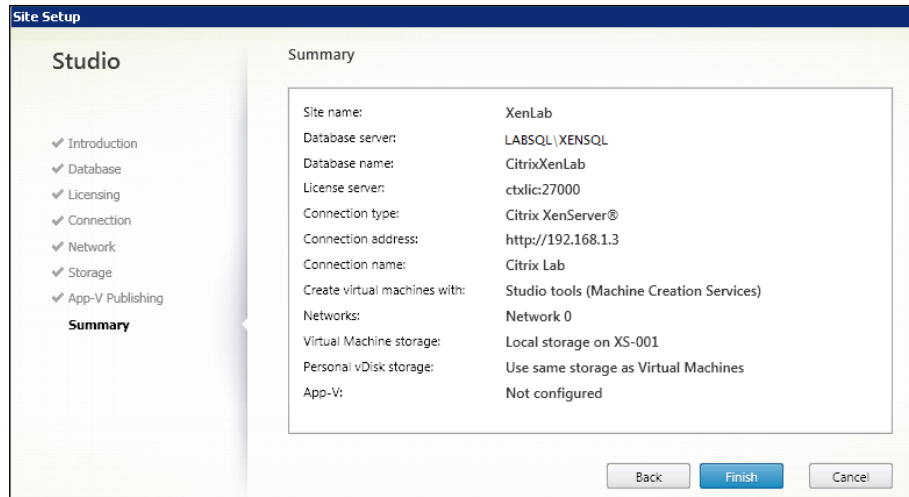 Site Setup
Studio
Introduction
Database
Licensing
Connection
Network
Storage
App-V Publishing
Summary
Summary
Site name: XenLab
Database server: LABSQL\XENSQL
Database name: CitrixXenLab
License server: ctxlic:27000
Connection type: Citrix XenServer®
Connection address: http://192.168.1.3
Connection name: Citrix Lab
Create virtual machines with: Studio tools (Machine Creation Services)
Networks: Network 0
Virtual Machine storage: Local storage on XS-001
Personal vDisk storage: Use same storage as Virtual Machines
App-V: Not configured
Back Finish Cancel